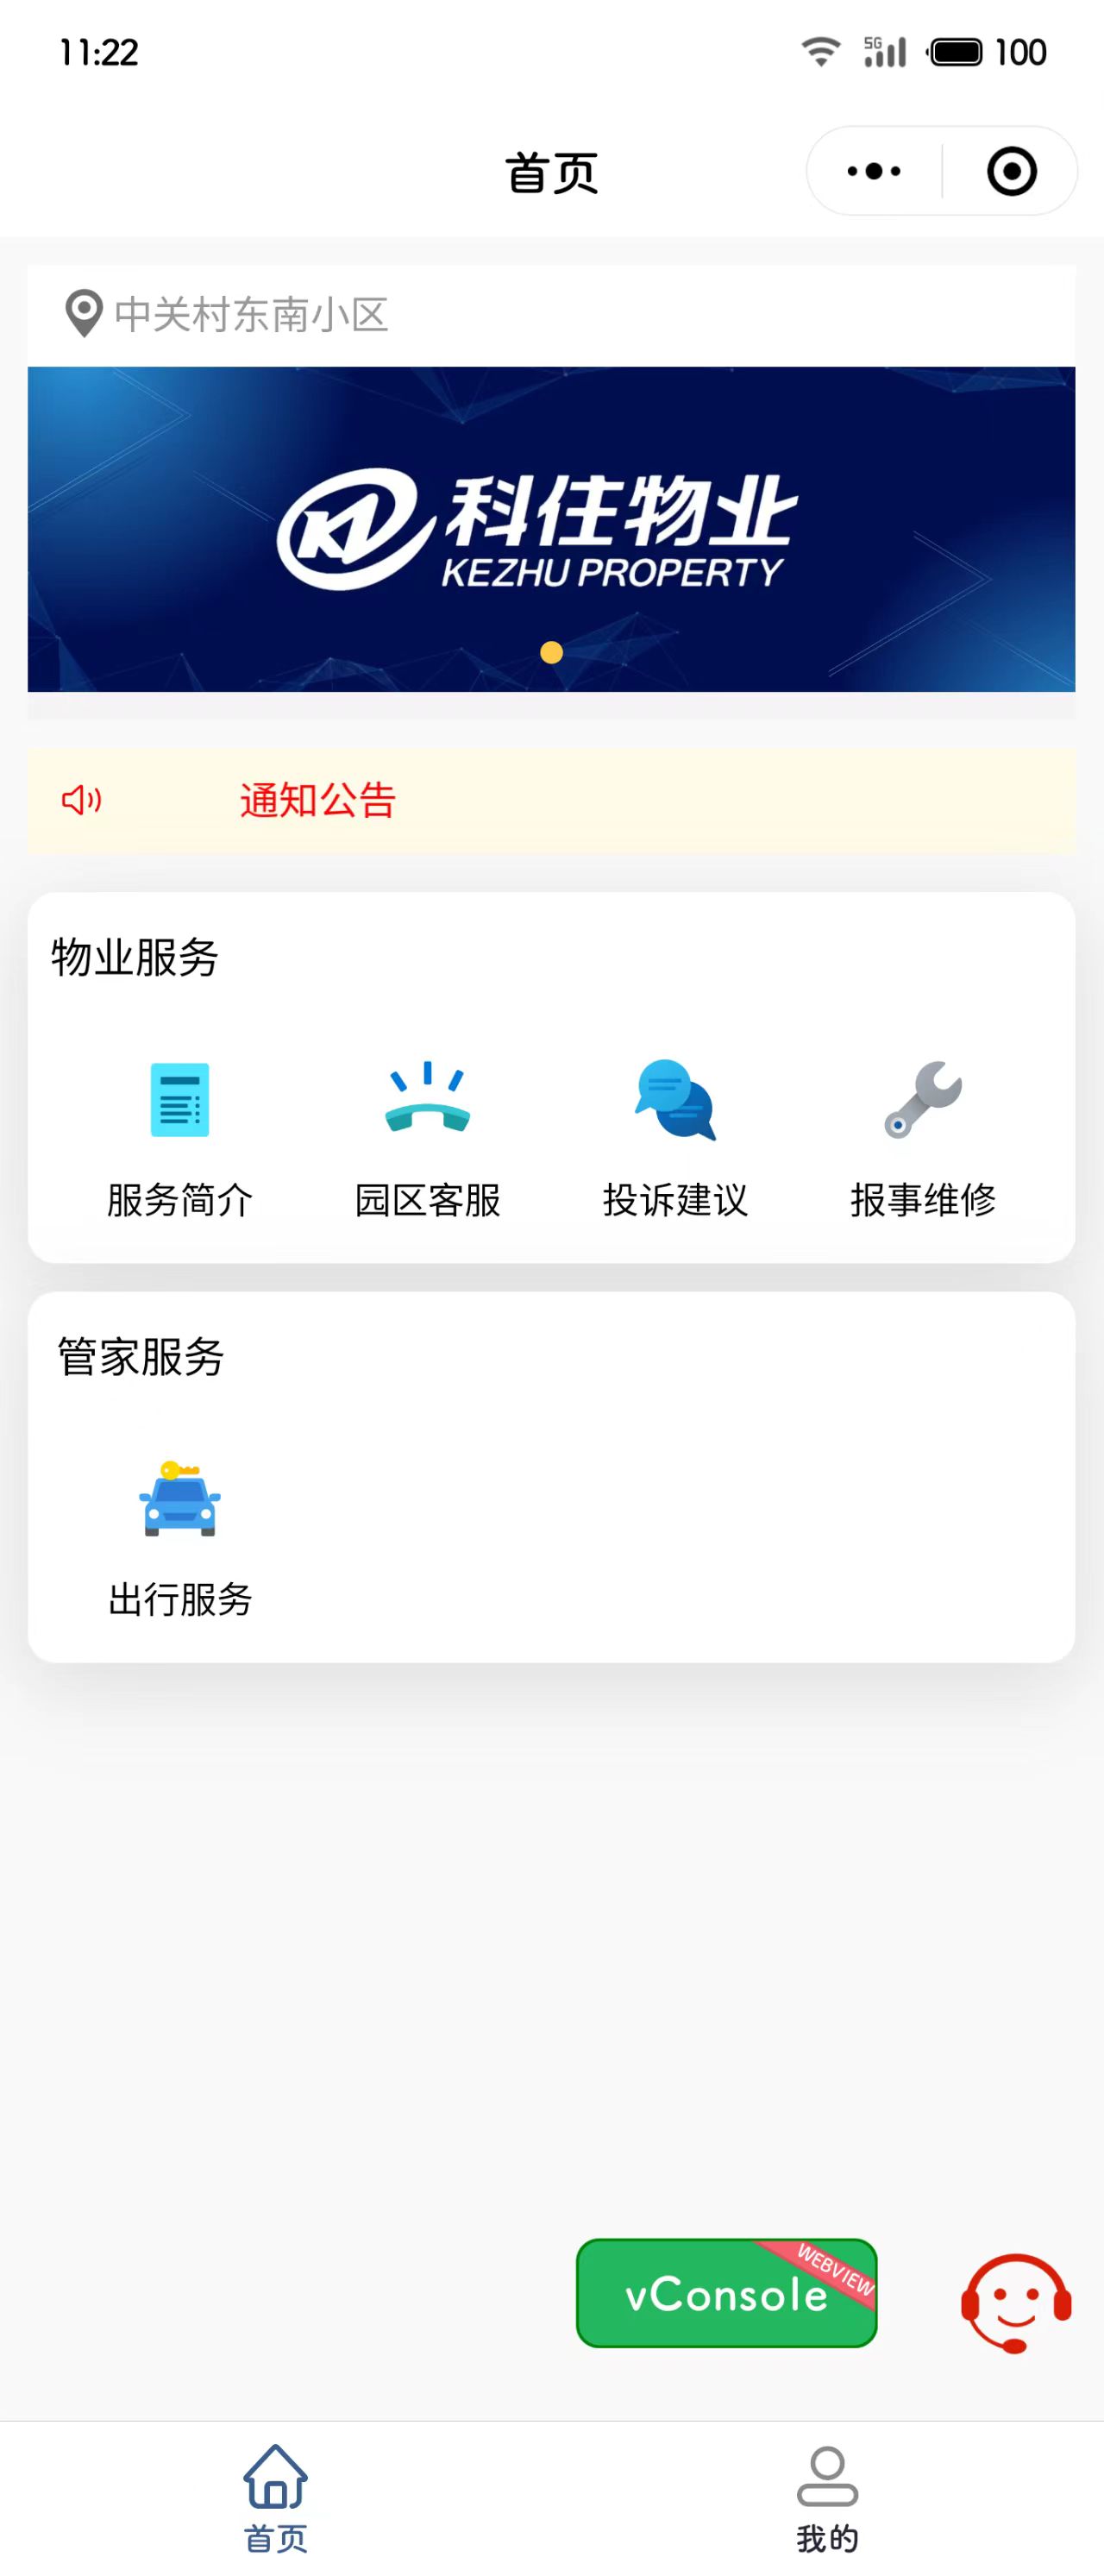 11:22
5G
100
首页
中关村东南小区
科住物业
KEZHU PROPERTY
通知公告
物业服务
服务简介
园区客服
投诉建议
报事维修
管家服务
出行服务
vConsole
WEBVIEW
首页
我的